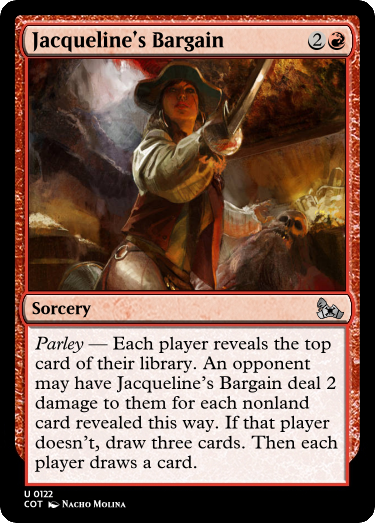 Jacqueline's Bargain 2
Sorcery
Parley — Each player reveals the top
card of their library. An opponent
may have Jacqueline's Bargain deal 2
damage to them for each nonland
card revealed this way. If that player
doesn't, draw three cards. Then each
player draws a card.
U 0122
COT Nacho Molina